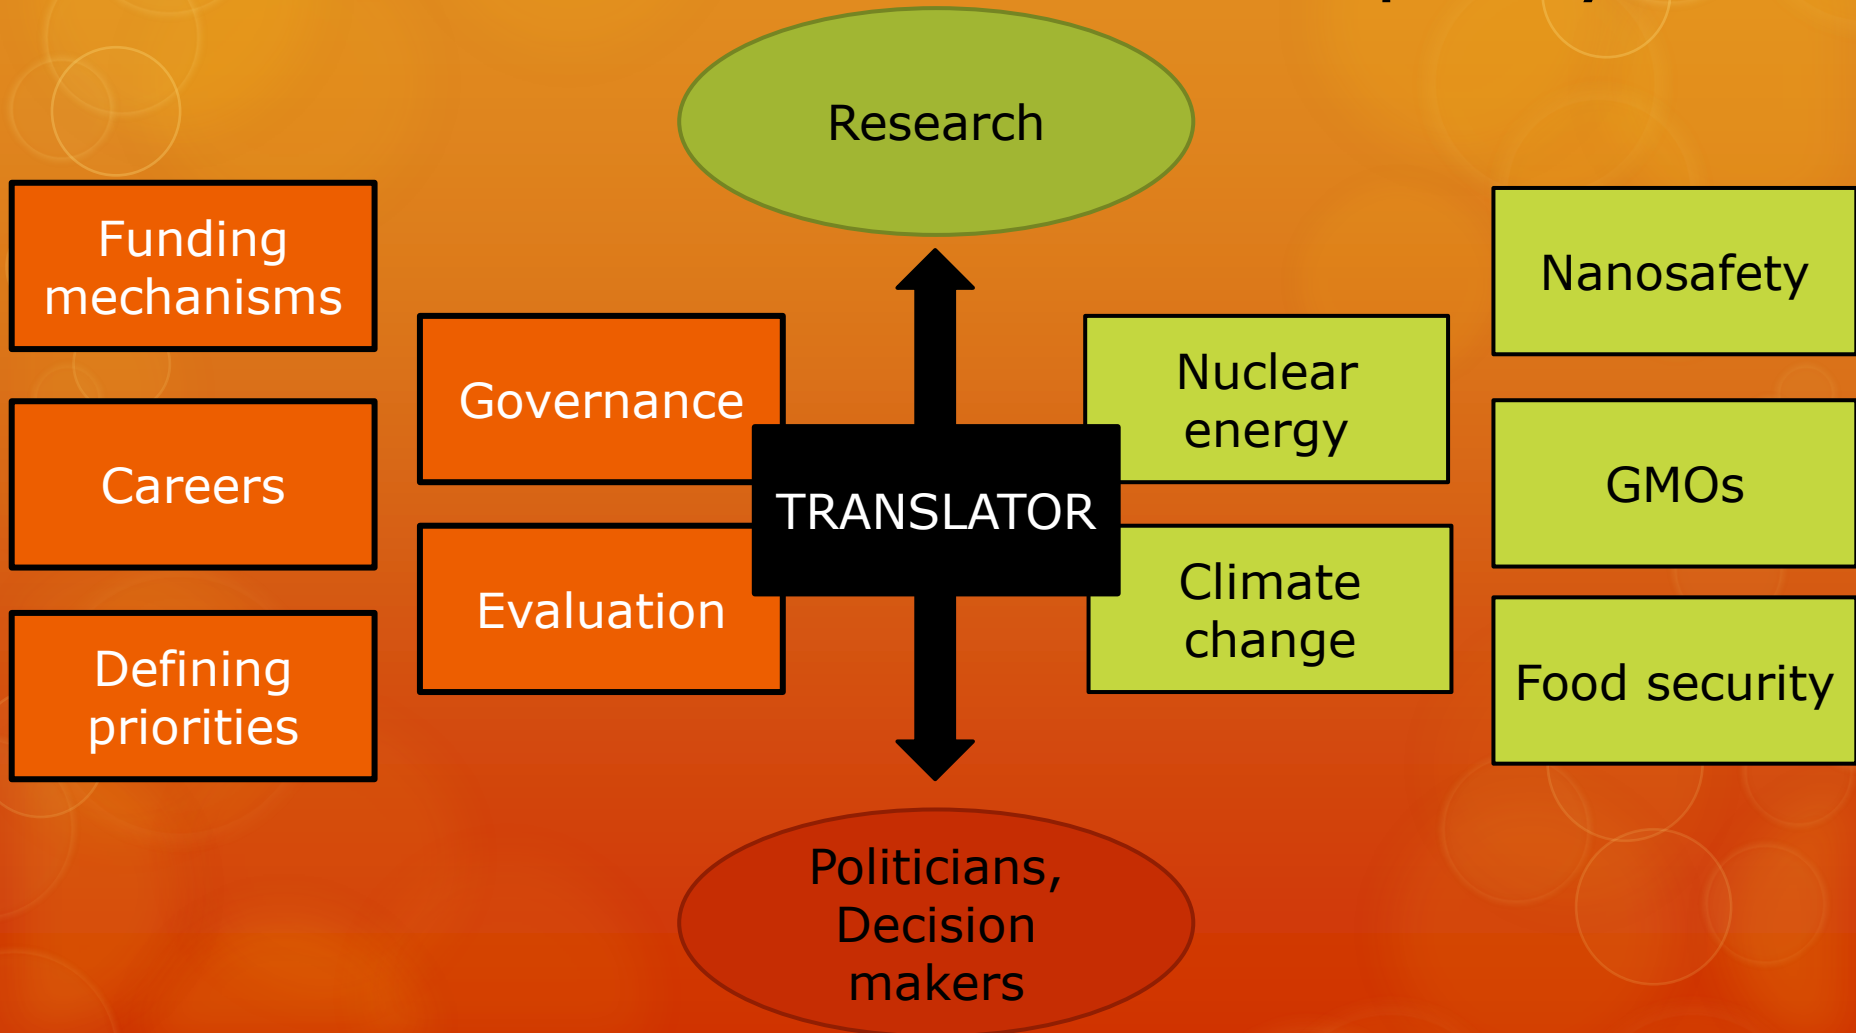 Research
Funding
mechanisms
Careers
Defining
priorities
Governance
Evaluation
TRANSLATOR
Nuclear
energy
Climate
change
Nanosafety
GMOs
Food security
Politicians,
Decision
makers